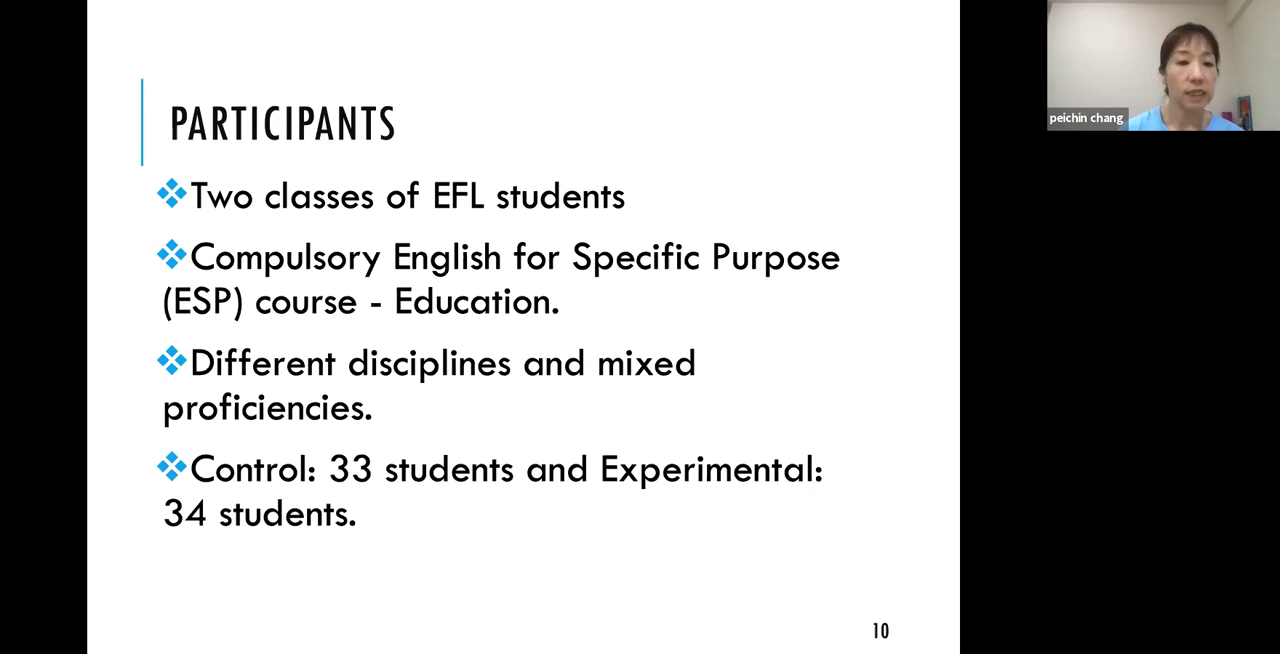 PARTICIPANTS
Two classes of EFL students
Compulsory English for Specific Purpose
(ESP) course - Education.
Different disciplines and mixed
proficiencies.
Control: 33 students and Experimental:
34 students.
10
peichin chang